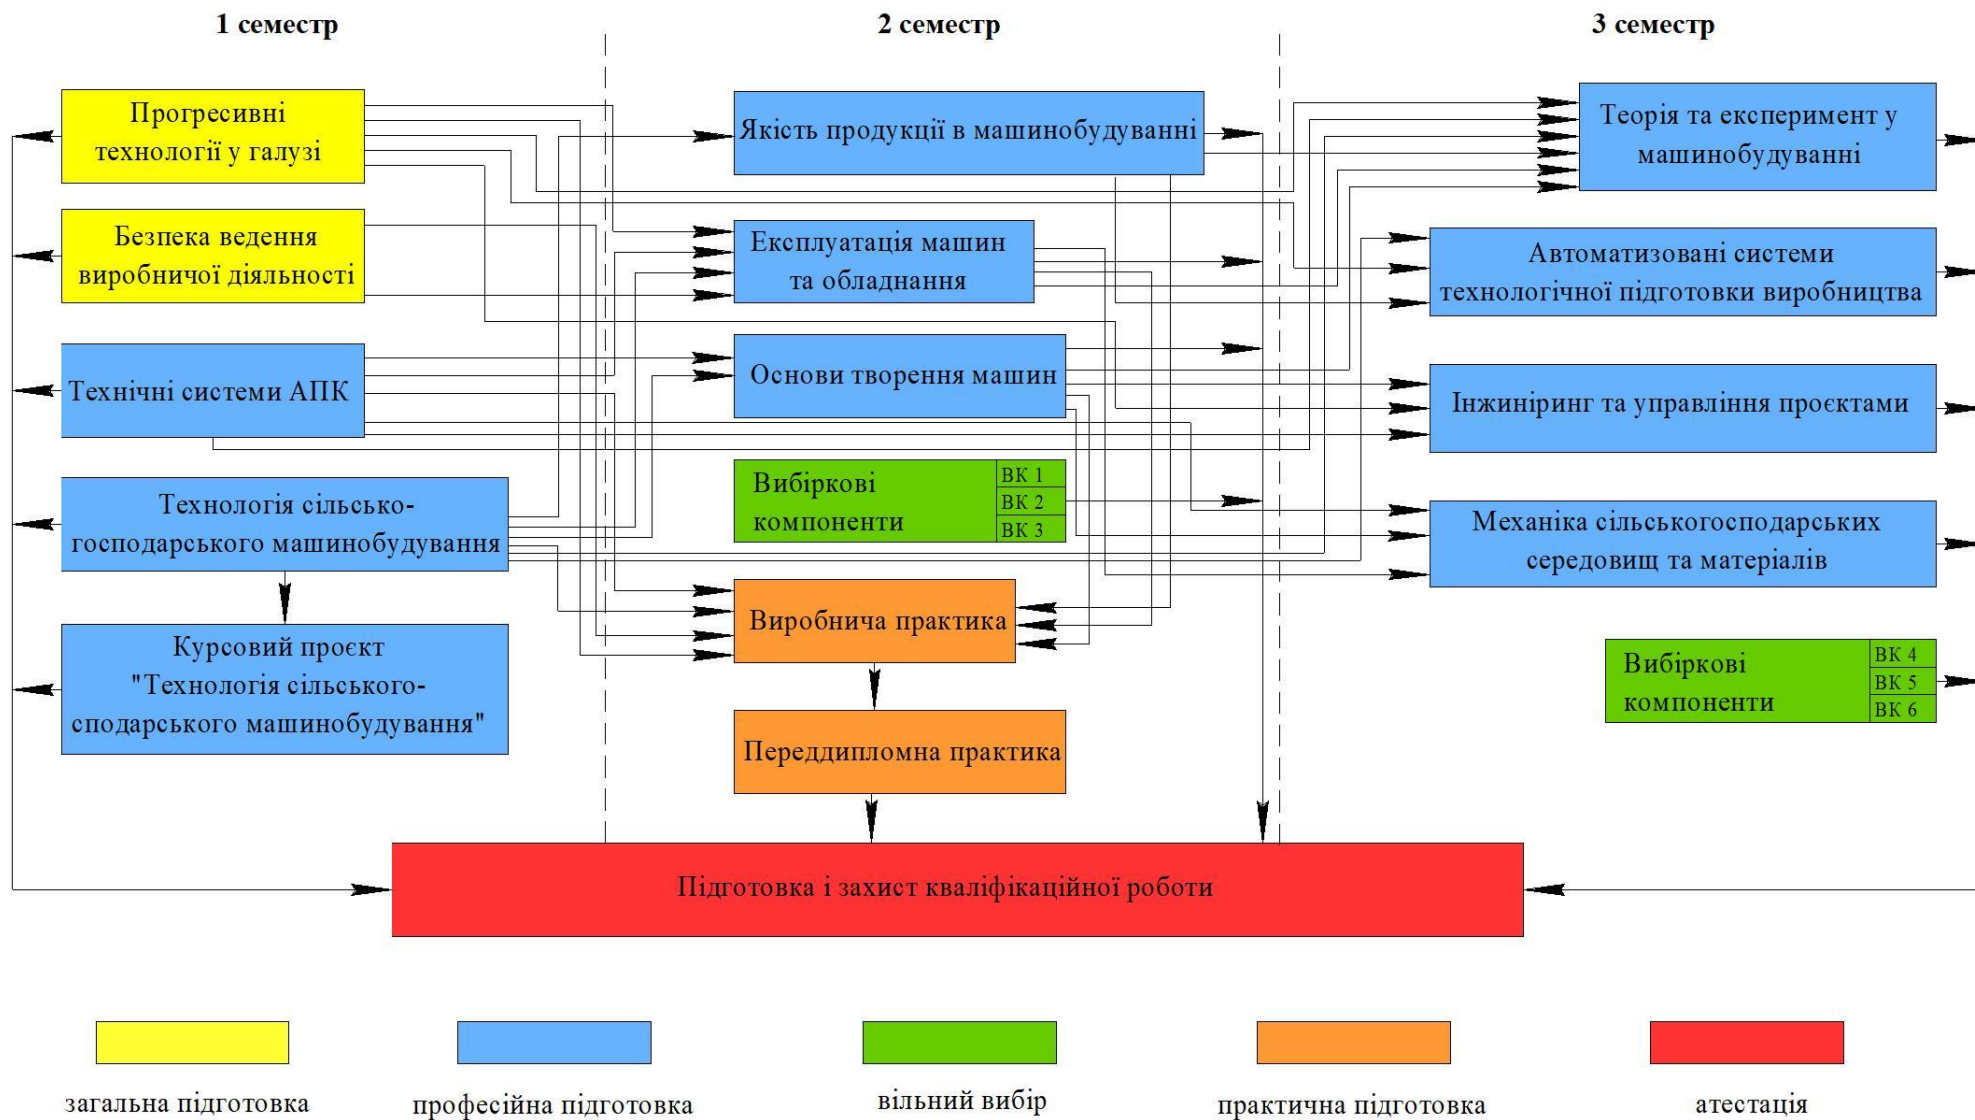 1 семестр
2 семестр
3 семестр
Прогресивні
технології у галузі
Безпека ведення
виробничої діяльності
Технічні системи АПК
Технологія сільсько-
господарського машинобудування
Курсовий проєкт
"Технологія сільського-
сподарського машинобудування"
Якість продукції в машинобудуванні
Експлуатація машин
та обладнання
Основи творення машин
Вибіркові
компоненти
ВК 1
ВК 2
ВК 3
Виробнича практика
Переддипломна практика
Теорія та експеримент у
машинобудуванні
Автоматизовані системи
технологічної підготовки виробництва
Інжиніринг та управління проєктами
Механіка сільськогосподарських
середовищ та матеріалів
Вибіркові
компоненти
ВК 4
ВК 5
ВК 6
Підготовка і захист кваліфікаційної роботи
загальна підготовка
професійна підготовка
вільний вибір
практична підготовка
атестація